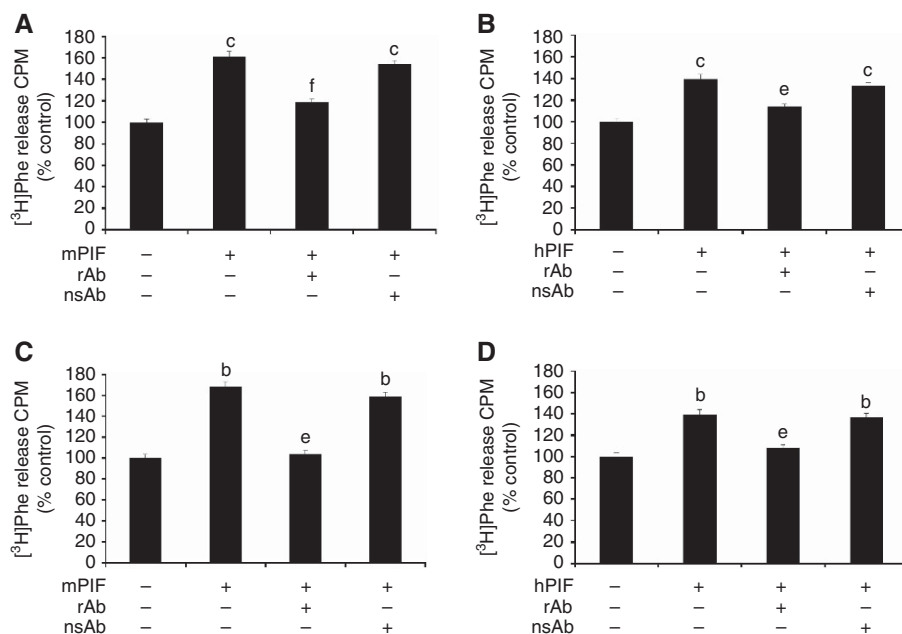 A
[³H]Phe release CPM
(% control)
180
160
140
120
100
80
60
40
20
0
c
f
c
mPIF – + + +
rAb – – + –
nsAb – – – +
B
[³H]Phe release CPM
(% control)
180
160
140
120
100
80
60
40
20
0
c
e
c
hPIF – + + +
rAb – – + –
nsAb – – – +
C
[³H]Phe release CPM
(% control)
180
160
140
120
100
80
60
40
20
0
b
e
b
mPIF – + + +
rAb – – + –
nsAb – – – +
D
[³H]Phe release CPM
(% control)
180
160
140
120
100
80
60
40
20
0
b
e
b
hPIF – + + +
rAb – – + –
nsAb – – – +